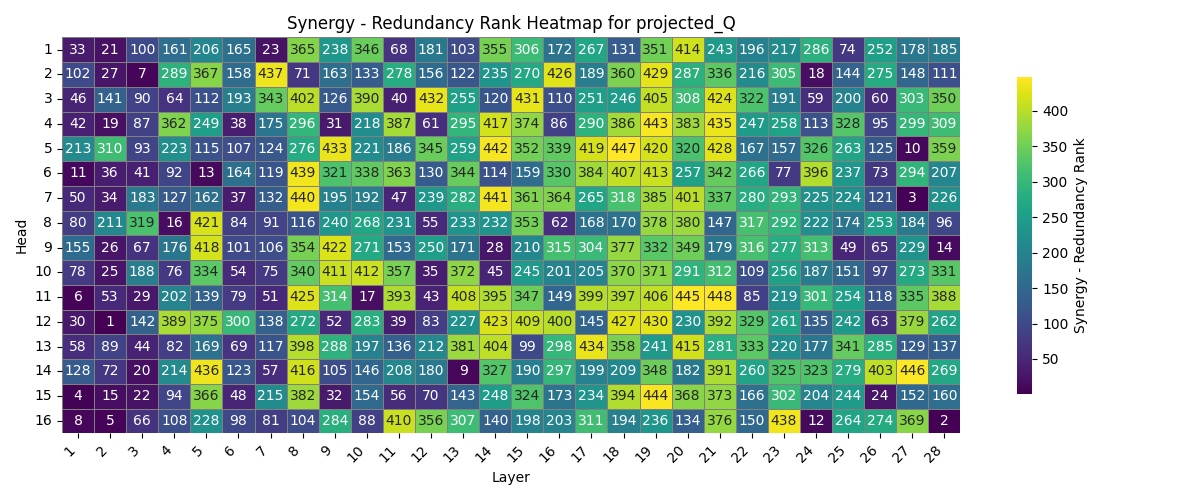 Synergy - Redundancy Rank Heatmap for projected_Q
1 33 21 100 161 206 165 23 365 238 346 68 181 103 355 306 172 267 131 351 414 243 196 217 286 74 252 178 185
2 102 27 7 289 367 158 437 71 163 133 278 156 122 235 270 426 189 360 429 287 336 216 305 18 144 275 148 111
3 46 141 90 64 112 193 343 402 126 390 40 432 255 120 431 110 251 246 405 308 424 322 191 59 200 60 303 350
4 42 19 87 362 249 38 175 296 31 218 387 61 295 417 374 86 290 386 443 383 435 247 258 113 328 95 299 309
5 213 310 93 223 115 107 124 276 433 221 186 345 259 442 352 339 419 447 420 320 428 167 157 326 263 125 10 359
6 11 36 41 92 13 164 119 439 321 338 363 130 344 114 159 330 384 407 413 257 342 266 77 396 237 73 294 207
7 50 34 183 127 162 37 132 440 195 192 47 239 282 441 361 364 265 318 385 401 337 280 293 225 224 121 3 226
8 80 211 319 16 421 84 91 116 240 268 231 55 233 232 353 62 168 170 378 380 147 317 292 222 174 253 184 96
9 155 26 67 176 418 101 106 354 422 271 153 250 171 28 210 315 304 377 332 349 179 316 277 313 49 65 229 14
10 78 25 188 76 334 54 75 340 411 412 357 35 372 45 245 201 205 370 371 291 312 109 256 187 151 97 273 331
11 6 53 29 202 139 79 51 425 314 17 393 43 408 395 347 149 399 397 406 445 448 85 219 301 254 118 335 388
12 30 1 142 389 375 300 138 272 52 283 39 83 227 423 409 400 145 427 430 230 392 329 261 135 242 63 379 262
13 58 89 44 82 169 69 117 398 288 197 136 212 381 404 99 298 434 358 241 415 281 333 220 177 341 285 129 137
14 128 72 20 214 436 123 57 416 105 146 208 180 9 327 190 297 199 209 348 182 391 260 325 323 279 403 446 269
15 4 15 22 94 366 48 215 382 32 154 56 70 143 248 324 173 234 394 444 368 373 166 302 204 244 24 152 160
16 8 5 66 108 228 98 81 104 284 88 410 356 307 140 198 203 311 194 236 134 376 150 438 12 264 274 369 2
1 2 3 4 5 6 7 8 9 10 11 12 13 14 15 16 17 18 19 20 21 22 23 24 25 26 27 28
Layer
Head
400
350
300
250
200
150
100
50
Synergy - Redundancy Rank